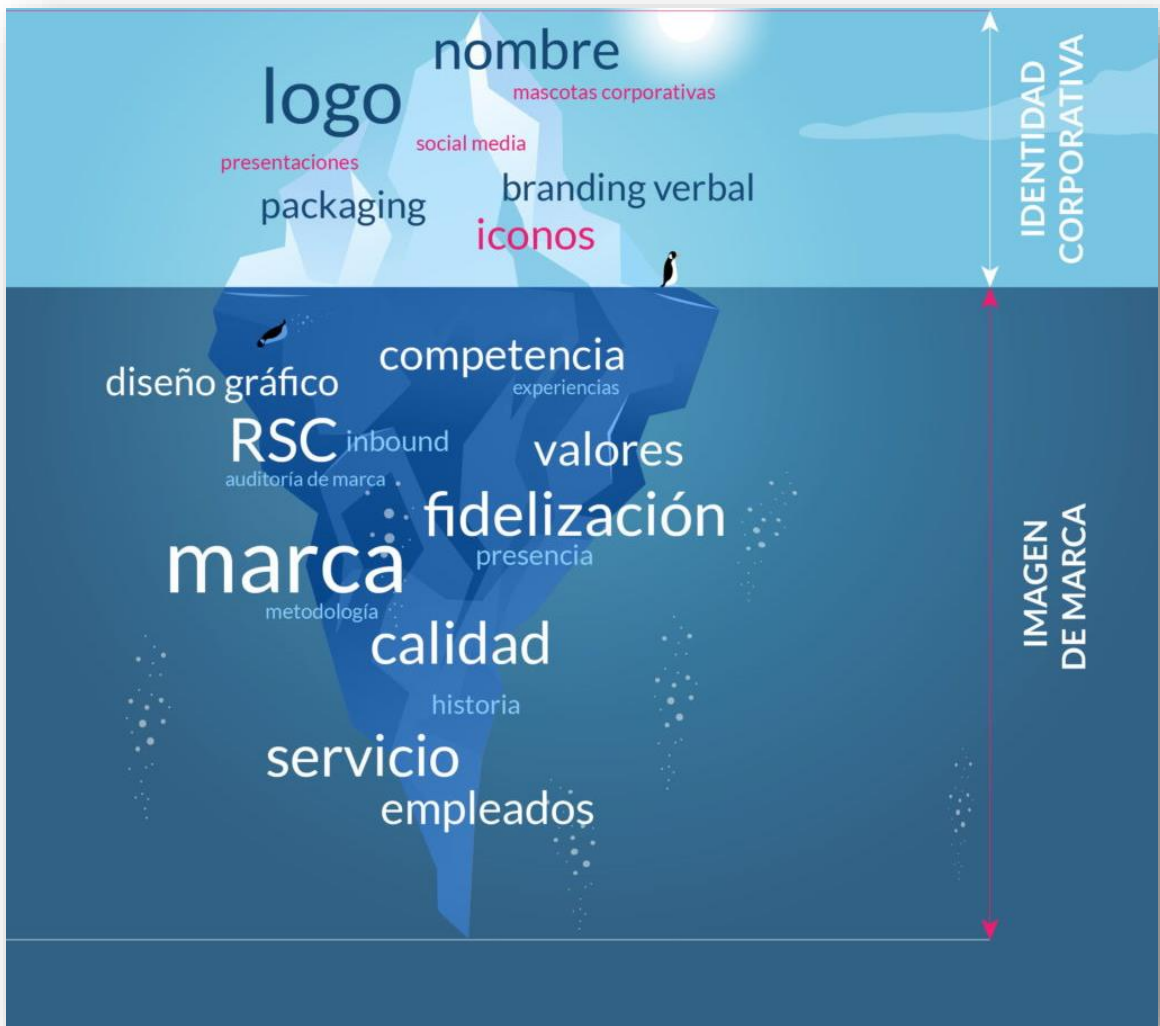 nombre
logo
mascotas corporativas
social media
presentaciones
branding verbal
packaging
iconos
IDENTIDAD
CORPORATIVA
competencia
diseño gráfico
experiencias
RSC inbound
valores
auditoría de marca
fidelización
presencia
marca
metodología
calidad
historia
servicio
empleados
IMAGEN
DE MARCA